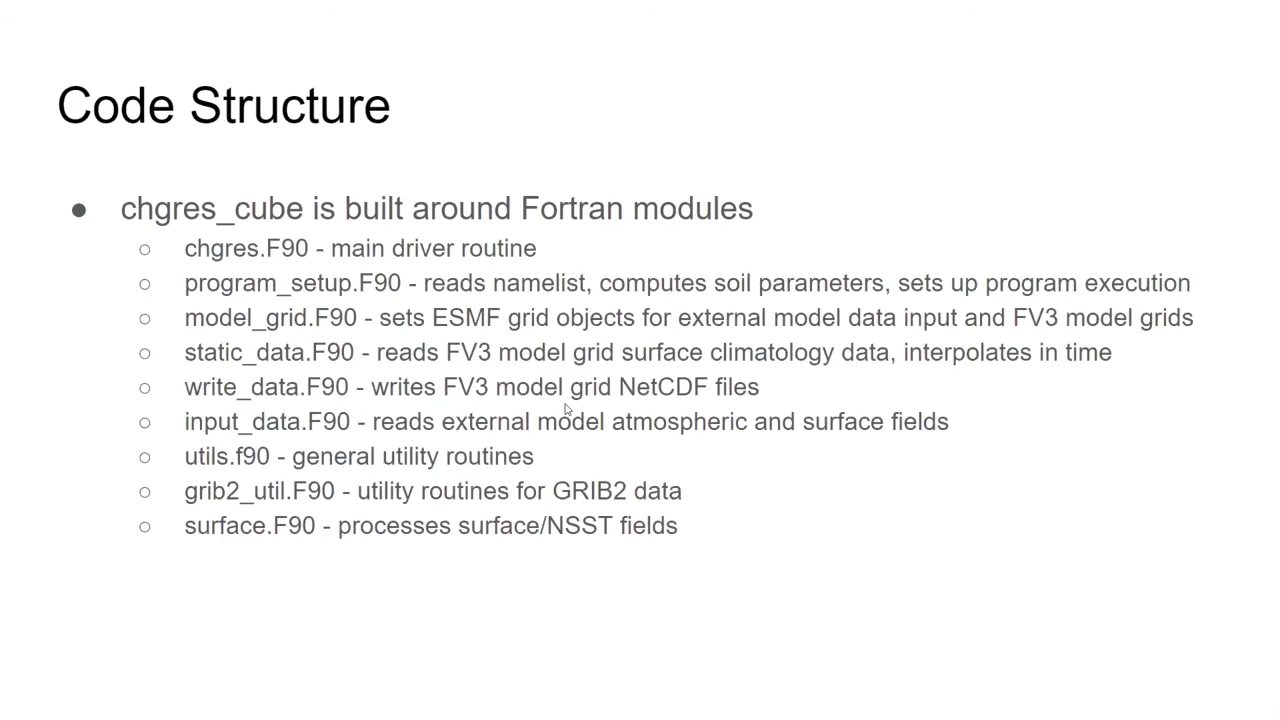 Code Structure
● chgres_cube is built around Fortran modules
○ chgres.F90 - main driver routine
○ program_setup.F90 - reads namelist, computes soil parameters, sets up program execution
○ model_grid.F90 - sets ESMF grid objects for external model data input and FV3 model grids
○ static_data.F90 - reads FV3 model grid surface climatology data, interpolates in time
○ write_data.F90 - writes FV3 model grid NetCDF files
○ input_data.F90 - reads external model atmospheric and surface fields
○ utils.f90 - general utility routines
○ grib2_util.F90 - utility routines for GRIB2 data
○ surface.F90 - processes surface/NSST fields